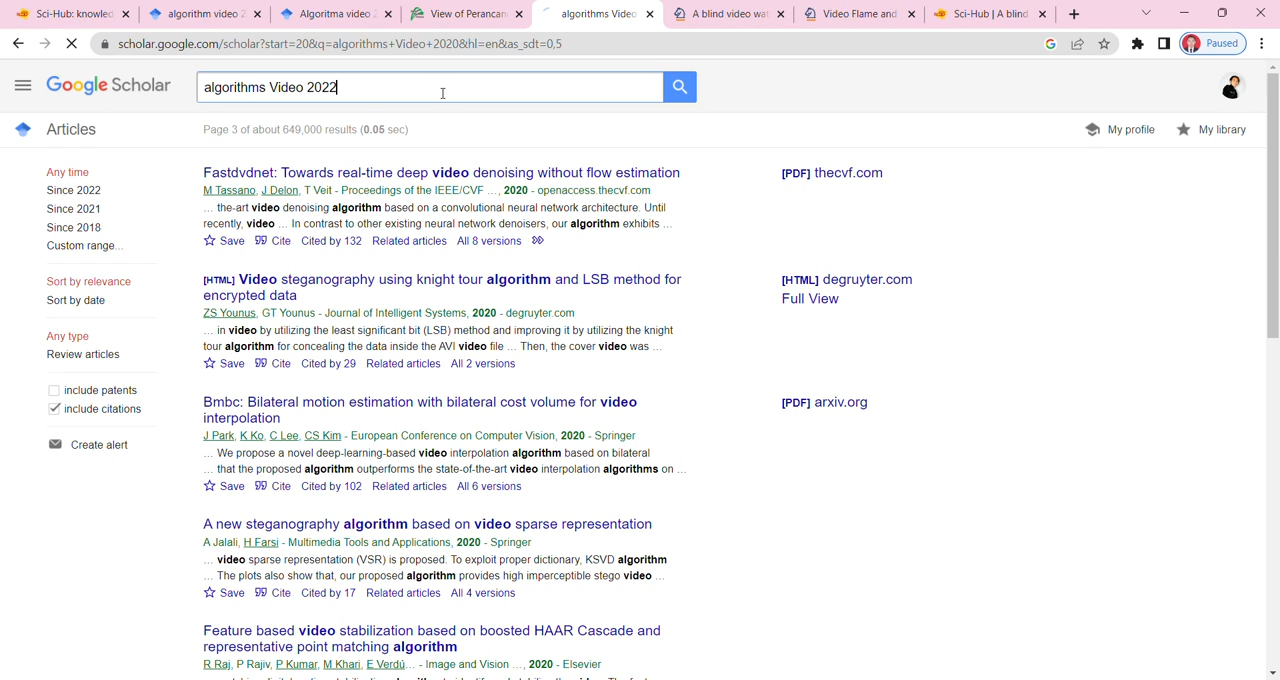 Sci-Hub: knowled
algorithm video 2
Algoritma video 2
View of Perancan
algorithms Video
A blind video wat
Video Flame and
Sci-Hub | A blind
scholar.google.com/scholar?start=20&q=algorithms+Video+2020&hl=en&as_sdt=0,5
Paused
Google Scholar
algorithms Video 2022
Articles
Page 3 of about 649,000 results (0.05 sec)
My profile
My library
Any time
Since 2022
Since 2021
Since 2018
Custom range...
Sort by relevance
Sort by date
Any type
Review articles
include patents
include citations
Create alert
Fastdvdnet: Towards real-time deep video denoising without flow estimation
M Tassano, J Delon, T Veit - Proceedings of the IEEE/CVF ..., 2020 - openaccess.thecvf.com
... the-art video denoising algorithm based on a convolutional neural network architecture. Until
recently, video ... In contrast to other existing neural network denoisers, our algorithm exhibits ...
Save Cite Cited by 132 Related articles All 8 versions
[PDF] thecvf.com
[HTML] Video steganography using knight tour algorithm and LSB method for
encrypted data
ZS Younus, GT Younus - Journal of Intelligent Systems, 2020 - degruyter.com
... in video by utilizing the least significant bit (LSB) method and improving it by utilizing the knight
tour algorithm for concealing the data inside the AVI video file ... Then, the cover video was ...
Save Cite Cited by 29 Related articles All 2 versions
[HTML] degruyter.com
Full View
Bmbc: Bilateral motion estimation with bilateral cost volume for video
interpolation
J Park, K Ko, C Lee, CS Kim - European Conference on Computer Vision, 2020 - Springer
... We propose a novel deep-learning-based video interpolation algorithm based on bilateral
... that the proposed algorithm outperforms the state-of-the-art video interpolation algorithms on ...
Save Cite Cited by 102 Related articles All 6 versions
[PDF] arxiv.org
A new steganography algorithm based on video sparse representation
A Jalali, H Farsi - Multimedia Tools and Applications, 2020 - Springer
... video sparse representation (VSR) is proposed. To exploit proper dictionary, KSVD algorithm
... The plots also show that, our proposed algorithm provides high imperceptible stego video ...
Save Cite Cited by 17 Related articles All 4 versions
Feature based video stabilization based on boosted HAAR Cascade and
representative point matching algorithm
R Raj, P Rajiv, P Kumar, M Khari, E Verdú... - Image and Vision ..., 2020 - Elsevier